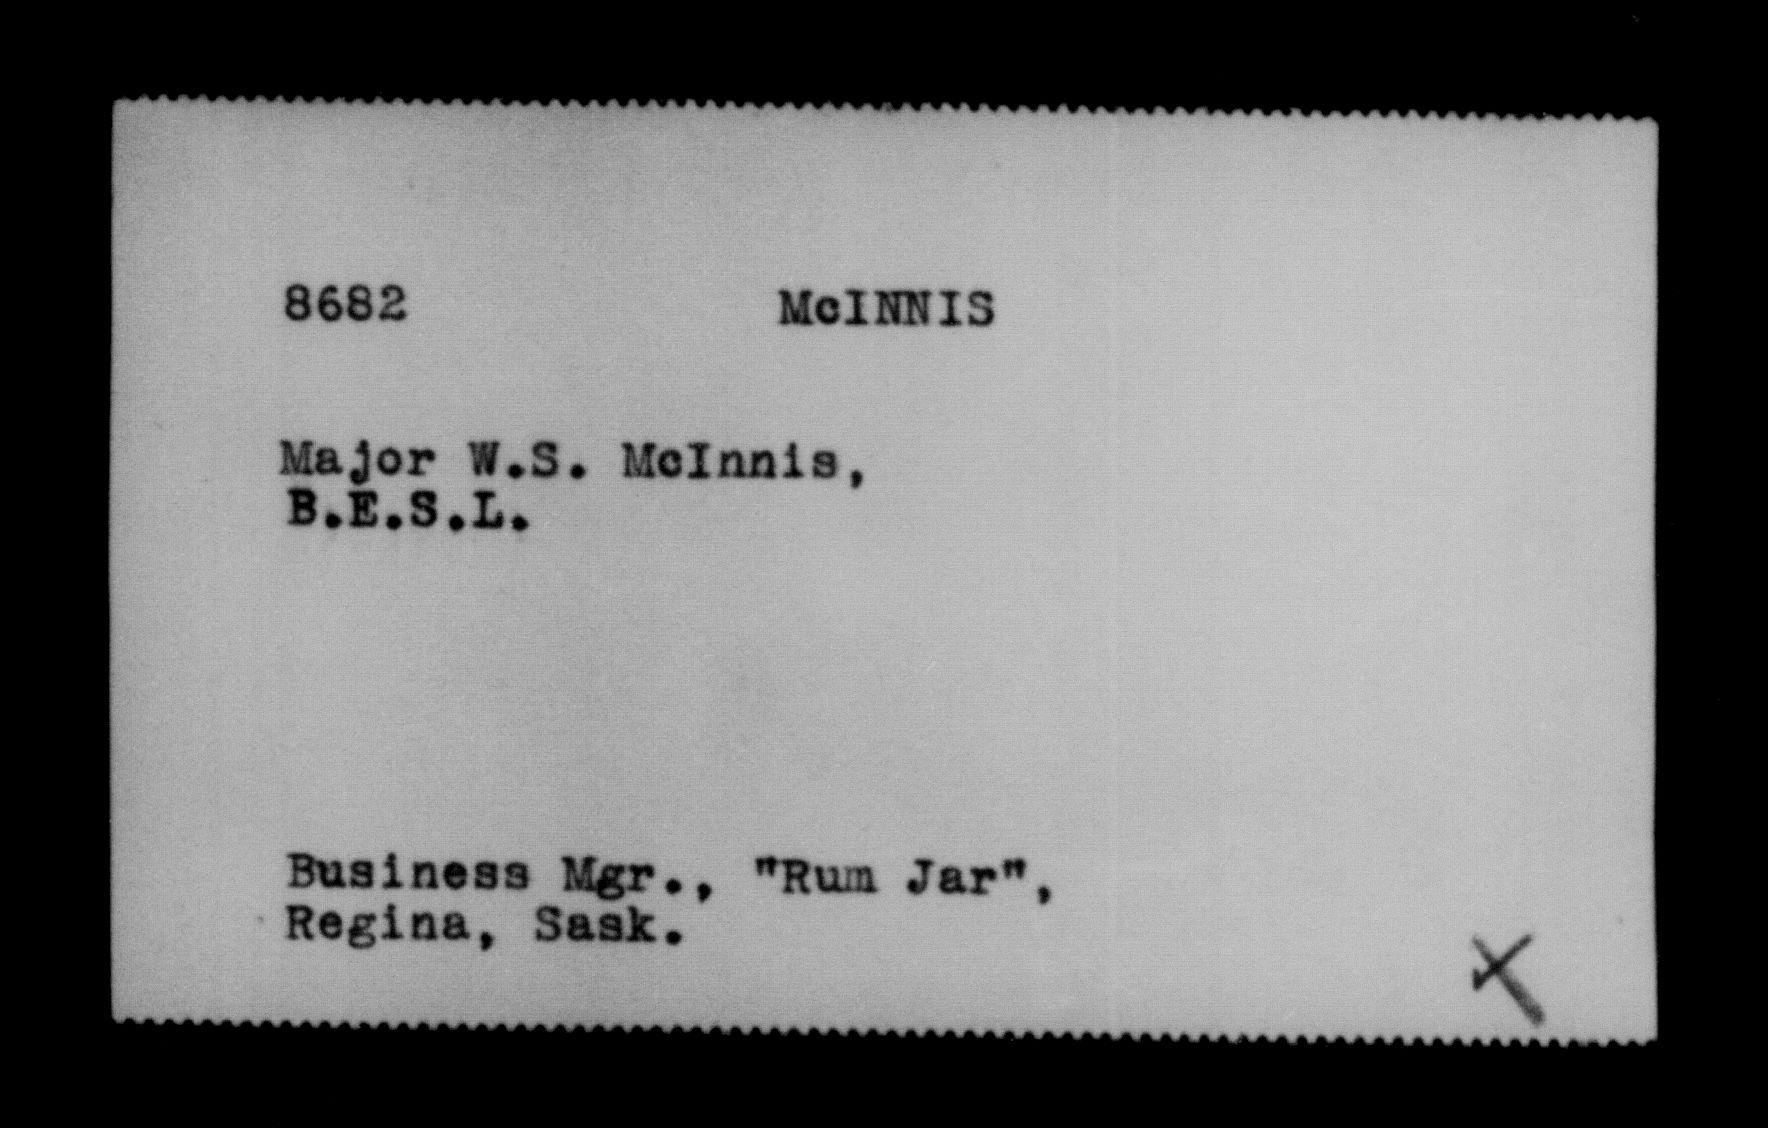 8682 McINNIS
Major W.S. McInnis,
B.E.S.L.
Business Mgr., "Rum Jar",
Regina, Sask.